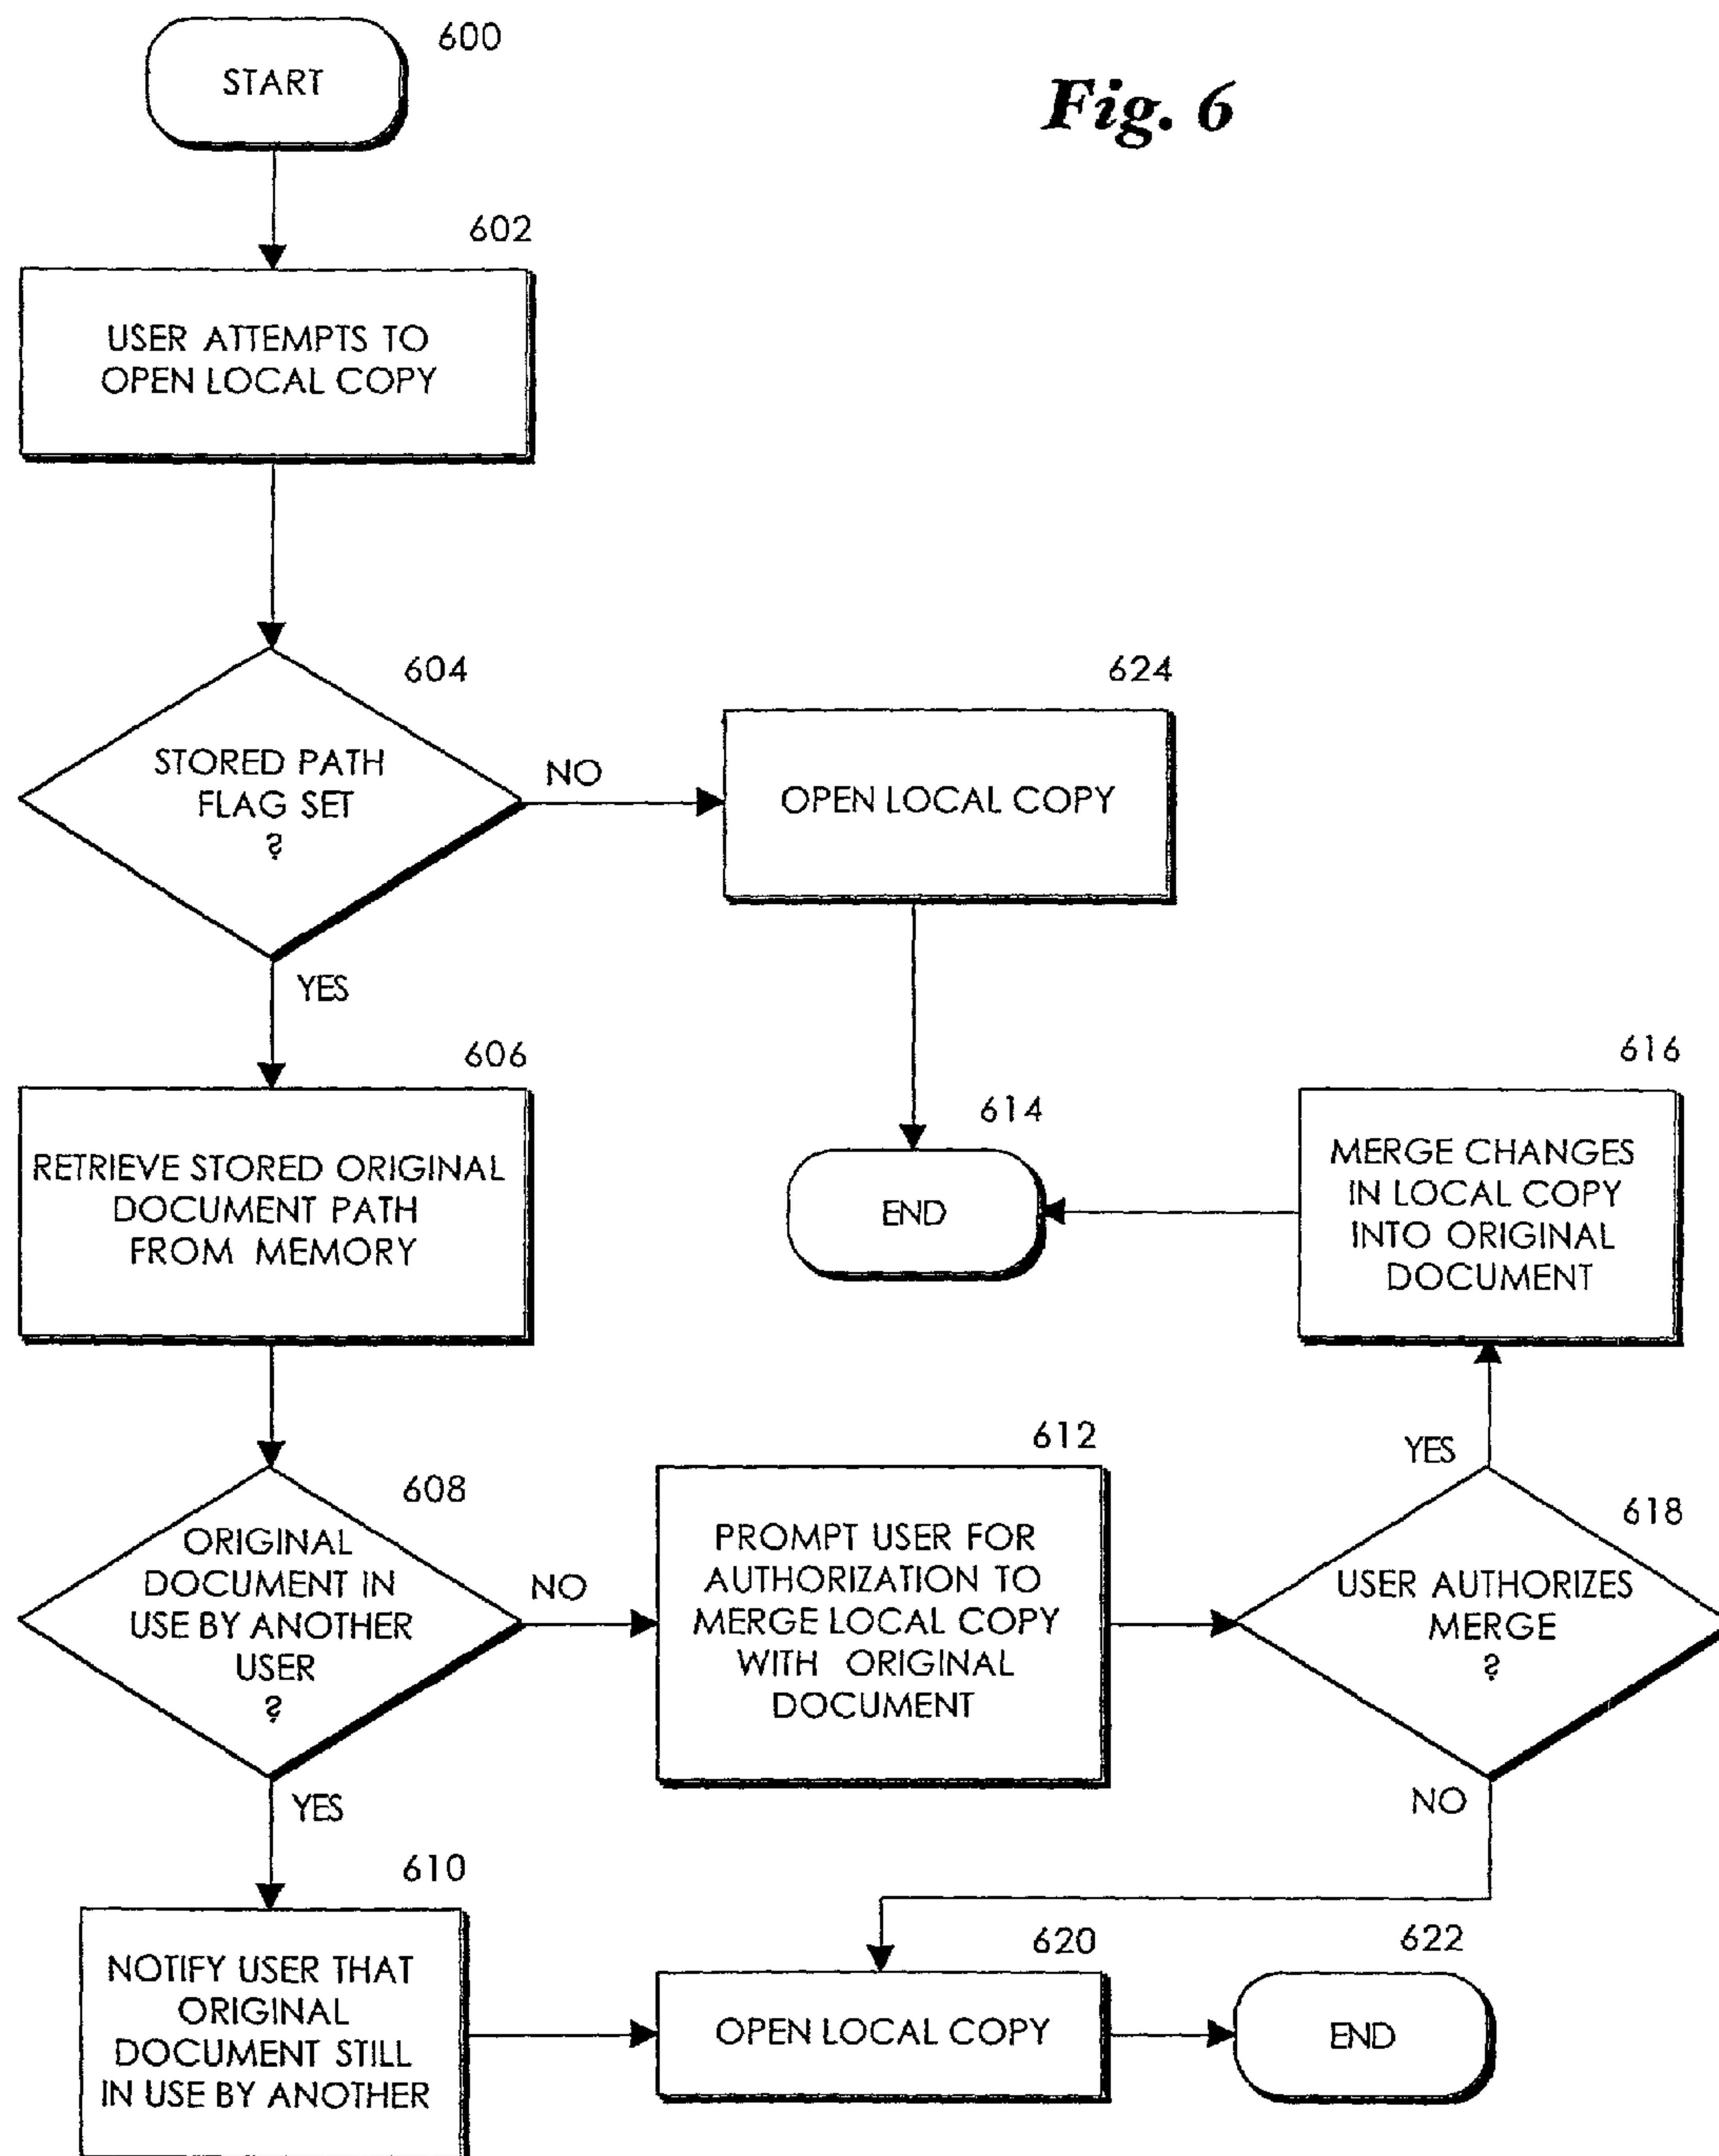 600
START
Fig. 6
602
USER ATTEMPTS TO
OPEN LOCAL COPY
604
STORED PATH
FLAG SET
?
NO
YES
624
OPEN LOCAL COPY
606
RETRIEVE STORED ORIGINAL
DOCUMENT PATH
FROM MEMORY
614
END
616
MERGE CHANGES
IN LOCAL COPY
INTO ORIGINAL
DOCUMENT
608
ORIGINAL
DOCUMENT IN
USE BY ANOTHER
USER
?
NO
YES
612
PROMPT USER FOR
AUTHORIZATION TO
MERGE LOCAL COPY
WITH ORIGINAL
DOCUMENT
YES
618
USER AUTHORIZES
MERGE
?
NO
610
NOTIFY USER THAT
ORIGINAL
DOCUMENT STILL
IN USE BY ANOTHER
620
OPEN LOCAL COPY
622
END